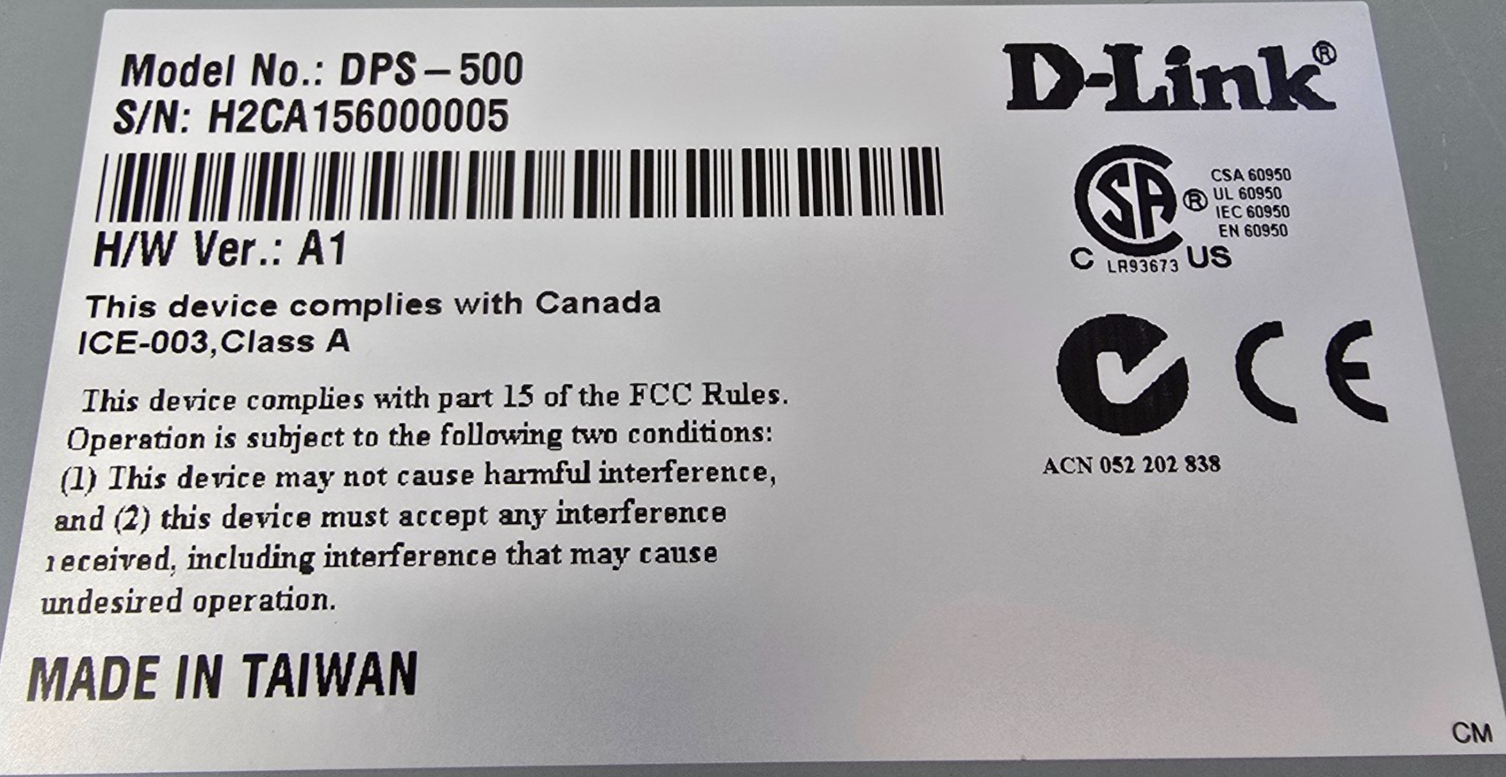 Model No.: DPS-500
S/N: H2CA156000005
H/W Ver.: A1
This device complies with Canada
ICE-003,Class A
This device complies with part 15 of the FCC Rules.
Operation is subject to the following two conditions:
(1) This device may not cause harmful interference,
and (2) this device must accept any interference
received, including interference that may cause
undesired operation.
MADE IN TAIWAN
D-Link®
SA ®
CSA 60950
UL 60950
IEC 60950
EN 60950
C LR93673 US
CE
ACN 052 202 838
CM